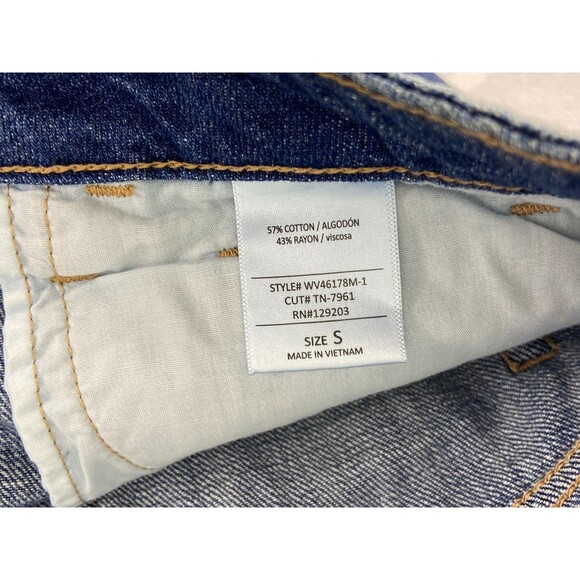 57% COTTON / ALGODÓN
43% RAYON / viscosa
STYLE# WV46178M-1
CUT# TN-7961
RN#129203
SIZE S
MADE IN VIETNAM